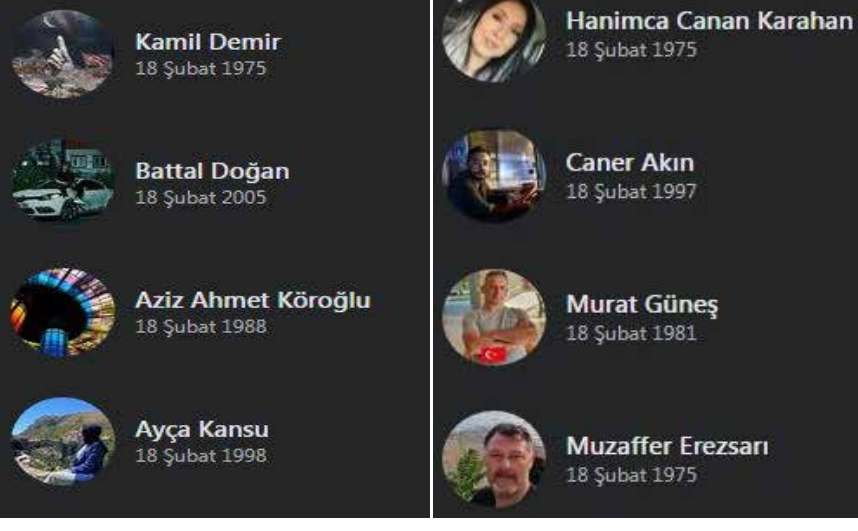 Kamil Demir
18 Şubat 1975
Battal Doğan
18 Şubat 2005
Aziz Ahmet Köroğlu
18 Şubat 1988
Ayça Kansu
18 Şubat 1998
Hanimca Canan Karahan
18 Şubat 1975
Caner Akın
18 Şubat 1997
Murat Güneş
18 Şubat 1981
Muzaffer Erezsarı
18 Şubat 1975